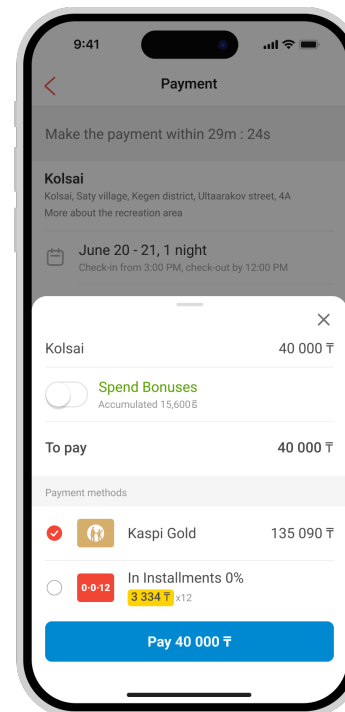 9:41
Payment
Make the payment within 29m : 24s
Kolsai
Kolsai, Saty village, Kegen district, Ultaarakov street, 4A
More about the recreation area
June 20 - 21, 1 night
Check-in from 3:00 PM, check-out by 12:00 PM
Kolsai 40 000 ₸
Spend Bonuses
Accumulated 15,600 Б
To pay 40 000 ₸
Payment methods
Kaspi Gold 135 090 ₸
0·0·12 In Installments 0%
3 334 ₸ x12
Pay 40 000 ₸